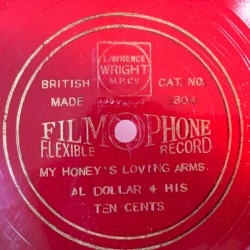 LAWRENCE
WRIGHT
M.P.Co
BRITISH CAT. NO.
MADE 180A
FILMOPHONE
FLEXIBLE RECORD
MY HONEY'S LOVING ARMS.
AL DOLLAR & HIS
TEN CENTS